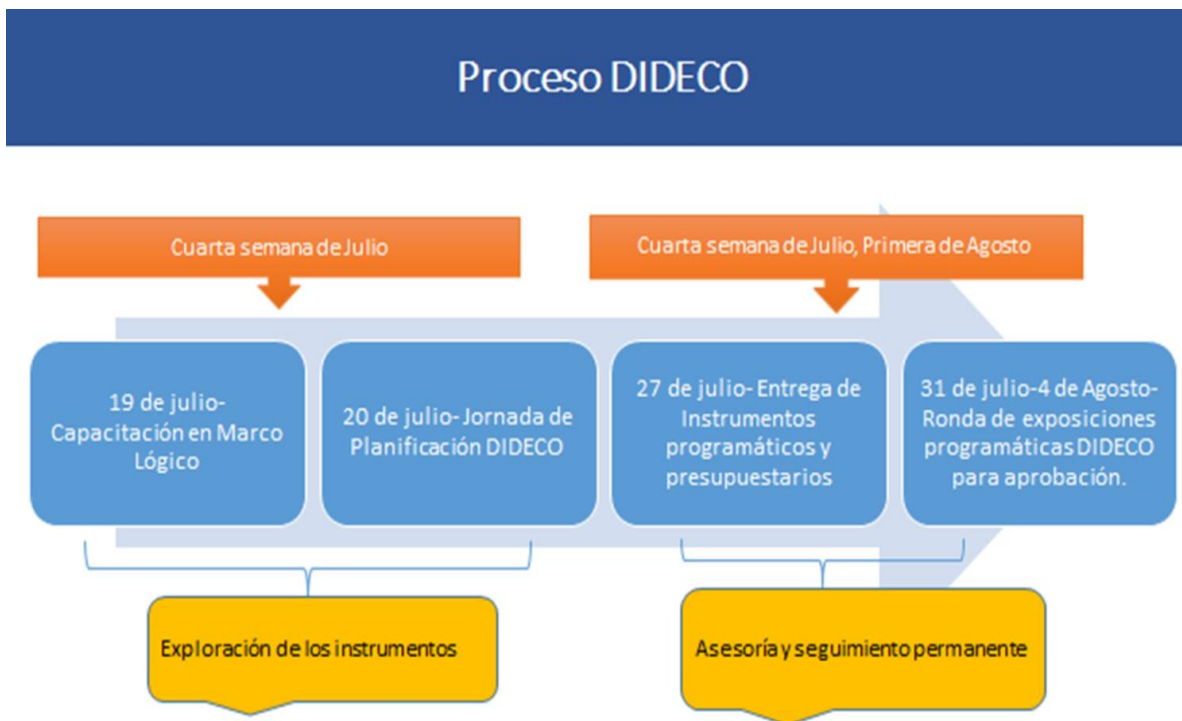 Proceso DIDECO
Cuarta semana de Julio
Cuarta semana de Julio, Primera de Agosto
19 de julio-
Capacitación en Marco
Lógico
20 de julio- Jornada de
Planificación DIDECO
27 de julio- Entrega de
Instrumentos
programáticos y
presupuestarios
31 de julio-4 de Agosto-
Ronda de exposiciones
programáticas DIDECO
para aprobación.
Exploración de los instrumentos
Asesoría y seguimiento permanente